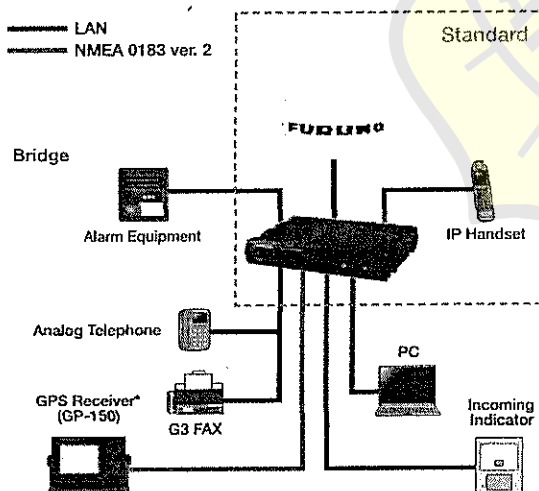 LAN
NMEA 0183 ver. 2
Standard
FURUNO
Bridge
Alarm Equipment
IP Handset
Analog Telephone
PC
GPS Receiver*
(GP-150)
G3 FAX
Incoming
Indicator